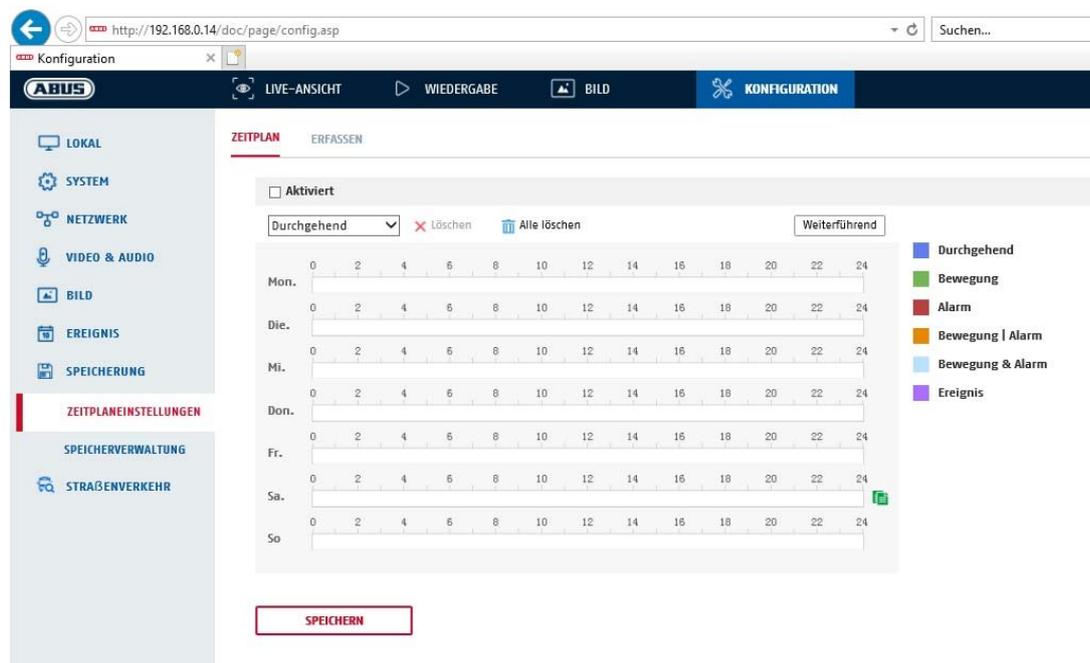 http://192.168.0.14/doc/page/config.asp
Suchen...
Konfiguration
ABUS
LIVE-ANSICHT
WIEDERGABE
BILD
KONFIGURATION
LOKAL
SYSTEM
NETZWERK
VIDEO & AUDIO
BILD
EREIGNIS
SPEICHERUNG
ZEITPLANEINSTELLUNGEN
SPEICHERVERWALTUNG
STRAßENVERKEHR
ZEITPLAN
ERFASSEN
Aktiviert
Durchgehend
Löschen
Alle löschen
Weiterführend
0 2 4 6 8 10 12 14 16 18 20 22 24
Mon.
0 2 4 6 8 10 12 14 16 18 20 22 24
Die.
0 2 4 6 8 10 12 14 16 18 20 22 24
Mi.
0 2 4 6 8 10 12 14 16 18 20 22 24
Don.
0 2 4 6 8 10 12 14 16 18 20 22 24
Fr.
0 2 4 6 8 10 12 14 16 18 20 22 24
Sa.
0 2 4 6 8 10 12 14 16 18 20 22 24
So
Durchgehend
Bewegung
Alarm
Bewegung | Alarm
Bewegung & Alarm
Ereignis
SPEICHERN